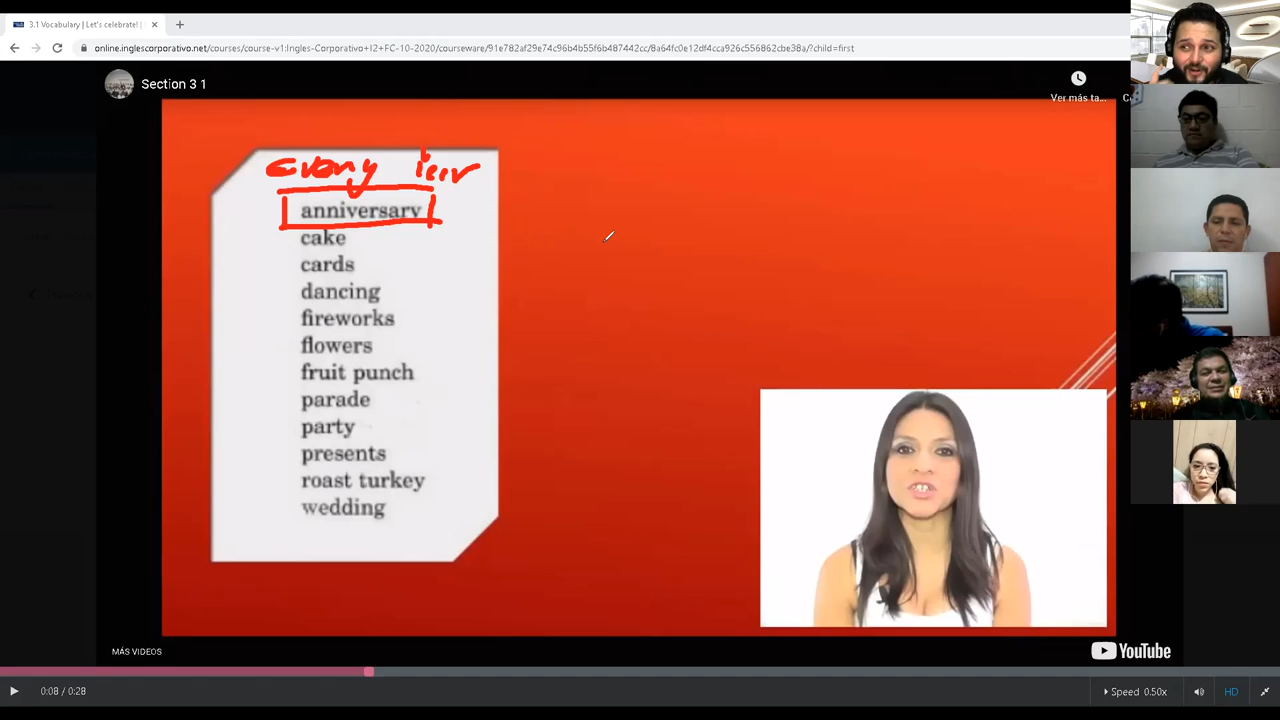 3.1 Vocabulary | Let's celebrate! |
online.inglescorporativo.net/courses/course-v1:Ingles-Corporativo+I2+FC-10-2020/courseware/91e782af29e74c96b4b55f6b487442cc/8a64fc0e12df4cca926c556862cbe38a/?child=first
Section 3 1
Ver más ta...
every
anniversary
cake
cards
dancing
fireworks
flowers
fruit punch
parade
party
presents
roast turkey
wedding
MÁS VIDEOS
YouTube
0:08 / 0:28
Speed 0.50x
HD